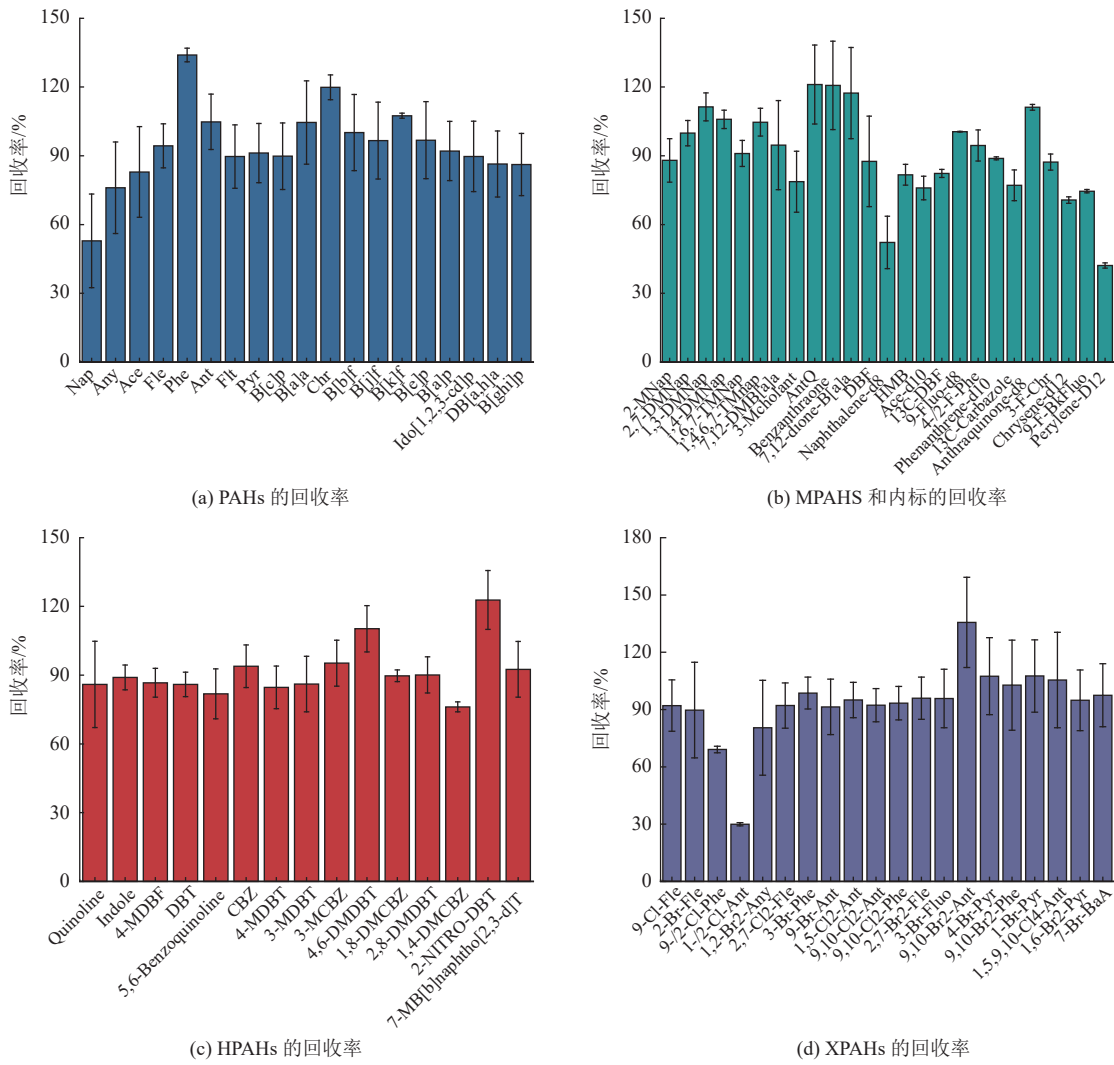 150
120
90
60
30
0
回收率/%
Nap
Any
Ace
Fle
Phe
Ant
Flt
Pyr
B[c]p
B[a]a
Chr
B[b]f
B[j]f
B[k]f
B[e]p
B[a]p
Ido[1,2,3-cd]p
DB[a,h]a
B[ghi]p
(a) PAHs 的回收率
150
120
90
60
30
0
回收率/%
2-MNap
2,7-DMNap
1,3-DMNap
1,4-DMNap
1,6,7-TMNap
1,4,6,7-TMnap
7,12-DMB[a]a
3-Mcholant
AntQ
Benzanthraone
7,12-dione-B[a]a
DBF
Naphthalene-d8
HMB
Ace-d10
13C-DBF
9-Fluo-d8
4-/2-F-Phe
Phenanthrene-d10
13C-Carbazole
Anthraquinone-d8
3-F-Chr
Chrysene-d12
9-F-BkFluo
Perylene-D12
(b) MPAHS 和内标的回收率
150
120
90
60
30
0
回收率/%
Quinoline
Indole
4-MDBF
DBT
5,6-Benzoquinoline
CBZ
4-MDBT
3-MDBT
3-MCBZ
4,6-DMDBT
1,8-DMCBZ
2,8-DMDBT
1,4-DMCBZ
2-NITRO-DBT
7-MB[b]naphtho[2,3-d]T
(c) HPAHs 的回收率
180
150
120
90
60
30
0
回收率/%
9-Cl-Fle
2-Br-Fle
9-/2-Cl-Phe
1-/2-Cl-Ant
1,2-Br2-Any
2,7-Cl2-Fle
3-Br-Phe
9-Br-Ant
1,5-Cl2-Ant
9,10-Cl2-Ant
9,10-Cl2-Phe
2,7-Br2-Fle
3-Br-Fluo
9,10-Br2-Ant
4-Br-Pyr
9,10-Br2-Phe
1-Br-Pyr
1,5,9,10-Cl4-Ant
1,6-Br2-Pyr
7-Br-BaA
(d) XPAHs 的回收率